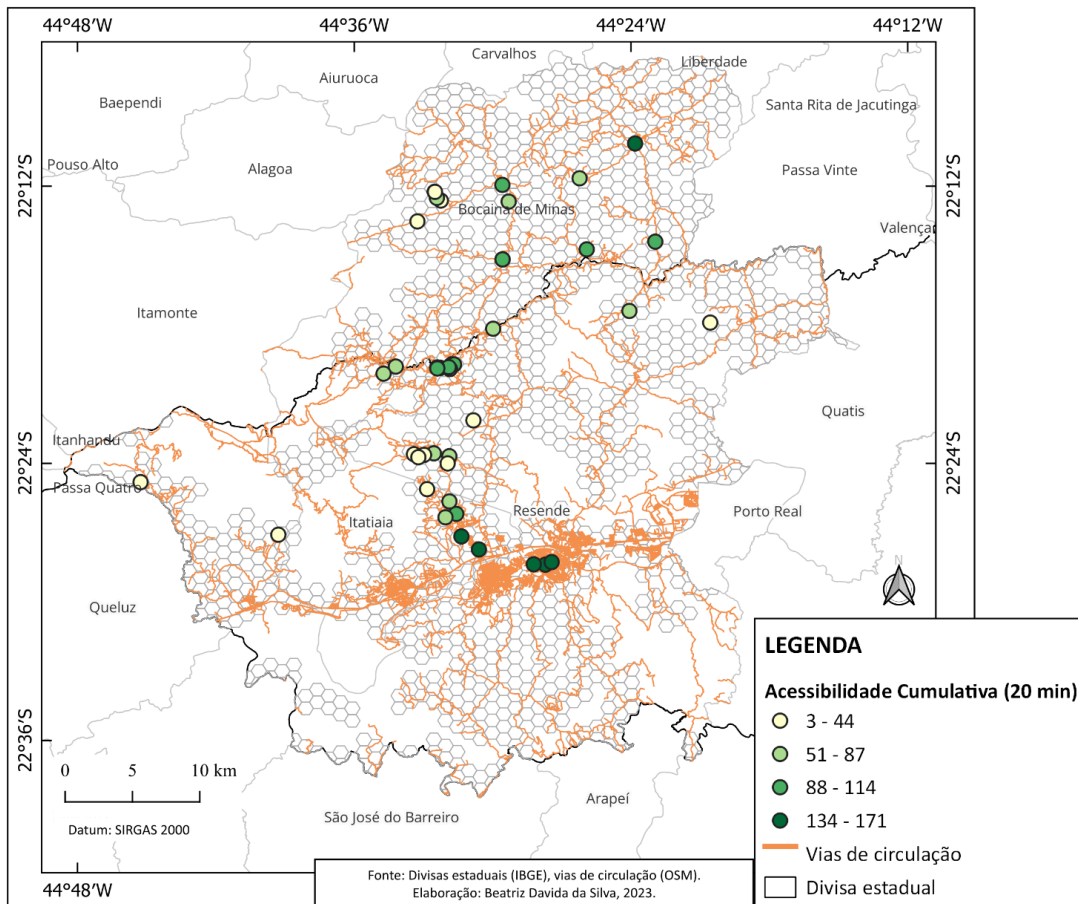 44°48'W 44°36'W 44°24'W 44°12'W
Carvalhos
Liberdade
Aiuruoca
Baependi
Santa Rita de Jacutinga
Pouso Alto
Alagoa
Passa Vinte
22°12'S
22°12'S
Bocaina de Minas
Valença
Itamonte
Quatis
Itanhandu
22°24'S
22°24'S
Passa Quatro
Resende
Porto Real
Itatiaia
N
Queluz
LEGENDA
Acessibilidade Cumulativa (20 min)
3 - 44
51 - 87
88 - 114
134 - 171
Vias de circulação
Divisa estadual
22°36'S
0 5 10 km
Arapeí
São José do Barreiro
Datum: SIRGAS 2000
44°48'W
Fonte: Divisas estaduais (IBGE), vias de circulação (OSM).
Elaboração: Beatriz Davida da Silva, 2023.